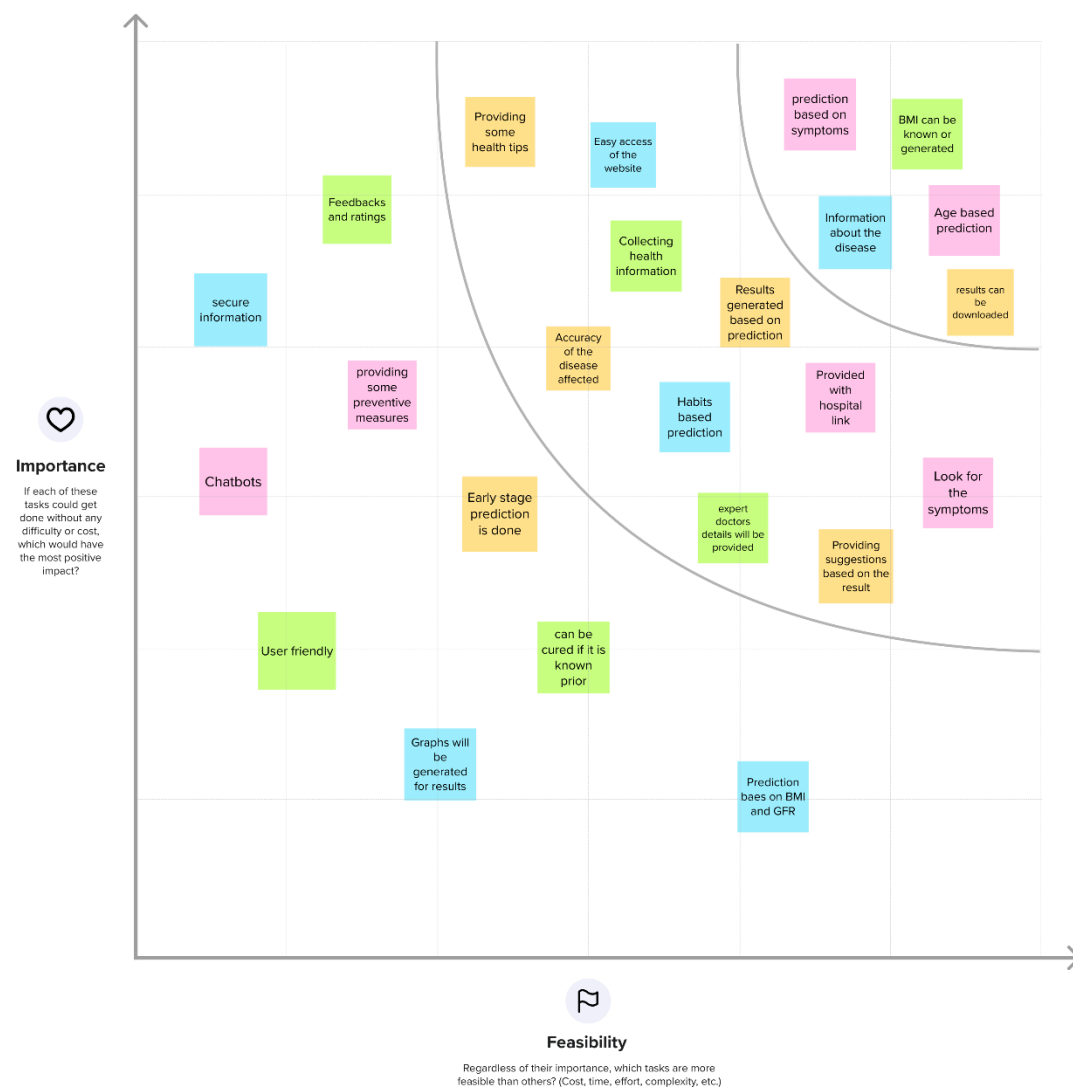 prediction
based on
symptoms
BMI can be
known or
generated
Providing
some
health tips
Easy access
of the
website
Feedbacks
and ratings
Information
about the
disease
Age based
prediction
Collecting
health
information
secure
information
Results
generated
based on
prediction
results can
be
downloaded
Accuracy
of the
disease
affected
providing
some
preventive
measures
Habits
based
prediction
Provided
with
hospital
link
Importance
If each of these
tasks could get
done without any
difficulty or cost,
which would have
the most positive
impact?
Chatbots
Early stage
prediction
is done
Look for
the
symptoms
expert
doctors
details will be
provided
Providing
suggestions
based on the
result
User friendly
can be
cured if it is
known
prior
Graphs will
be
generated
for results
Prediction
baes on BMI
and GFR
Feasibility
Regardless of their importance, which tasks are more
feasible than others? (Cost, time, effort, complexity, etc.)